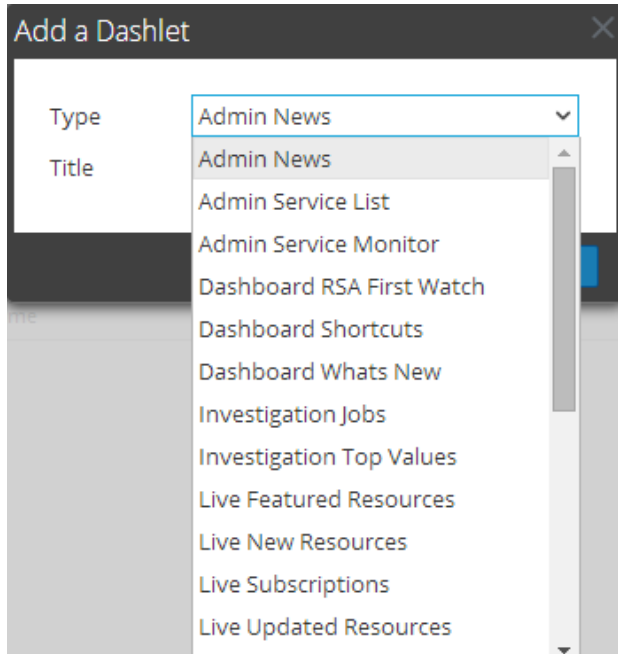 Add a Dashlet
Type
Admin News
Title
Admin News
Admin Service List
Admin Service Monitor
Dashboard RSA First Watch
Dashboard Shortcuts
Dashboard Whats New
Investigation Jobs
Investigation Top Values
Live Featured Resources
Live New Resources
Live Subscriptions
Live Updated Resources
me